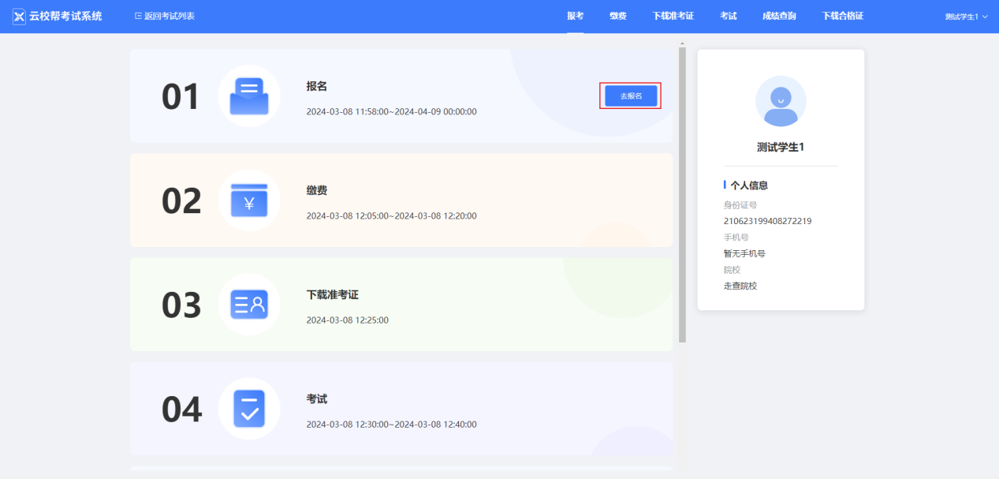 云校帮考试系统
返回考试列表
报考
缴费
下载准考证
考试
成绩查询
下载合格证
测试学生1
01
报名
2024-03-08 11:58:00~2024-04-09 00:00:00
去报名
02
¥
缴费
2024-03-08 12:05:00~2024-03-08 12:20:00
03
下载准考证
2024-03-08 12:25:00
04
考试
2024-03-08 12:30:00~2024-03-08 12:40:00
测试学生1
个人信息
身份证号
210623199408272219
手机号
暂无手机号
院校
走查院校